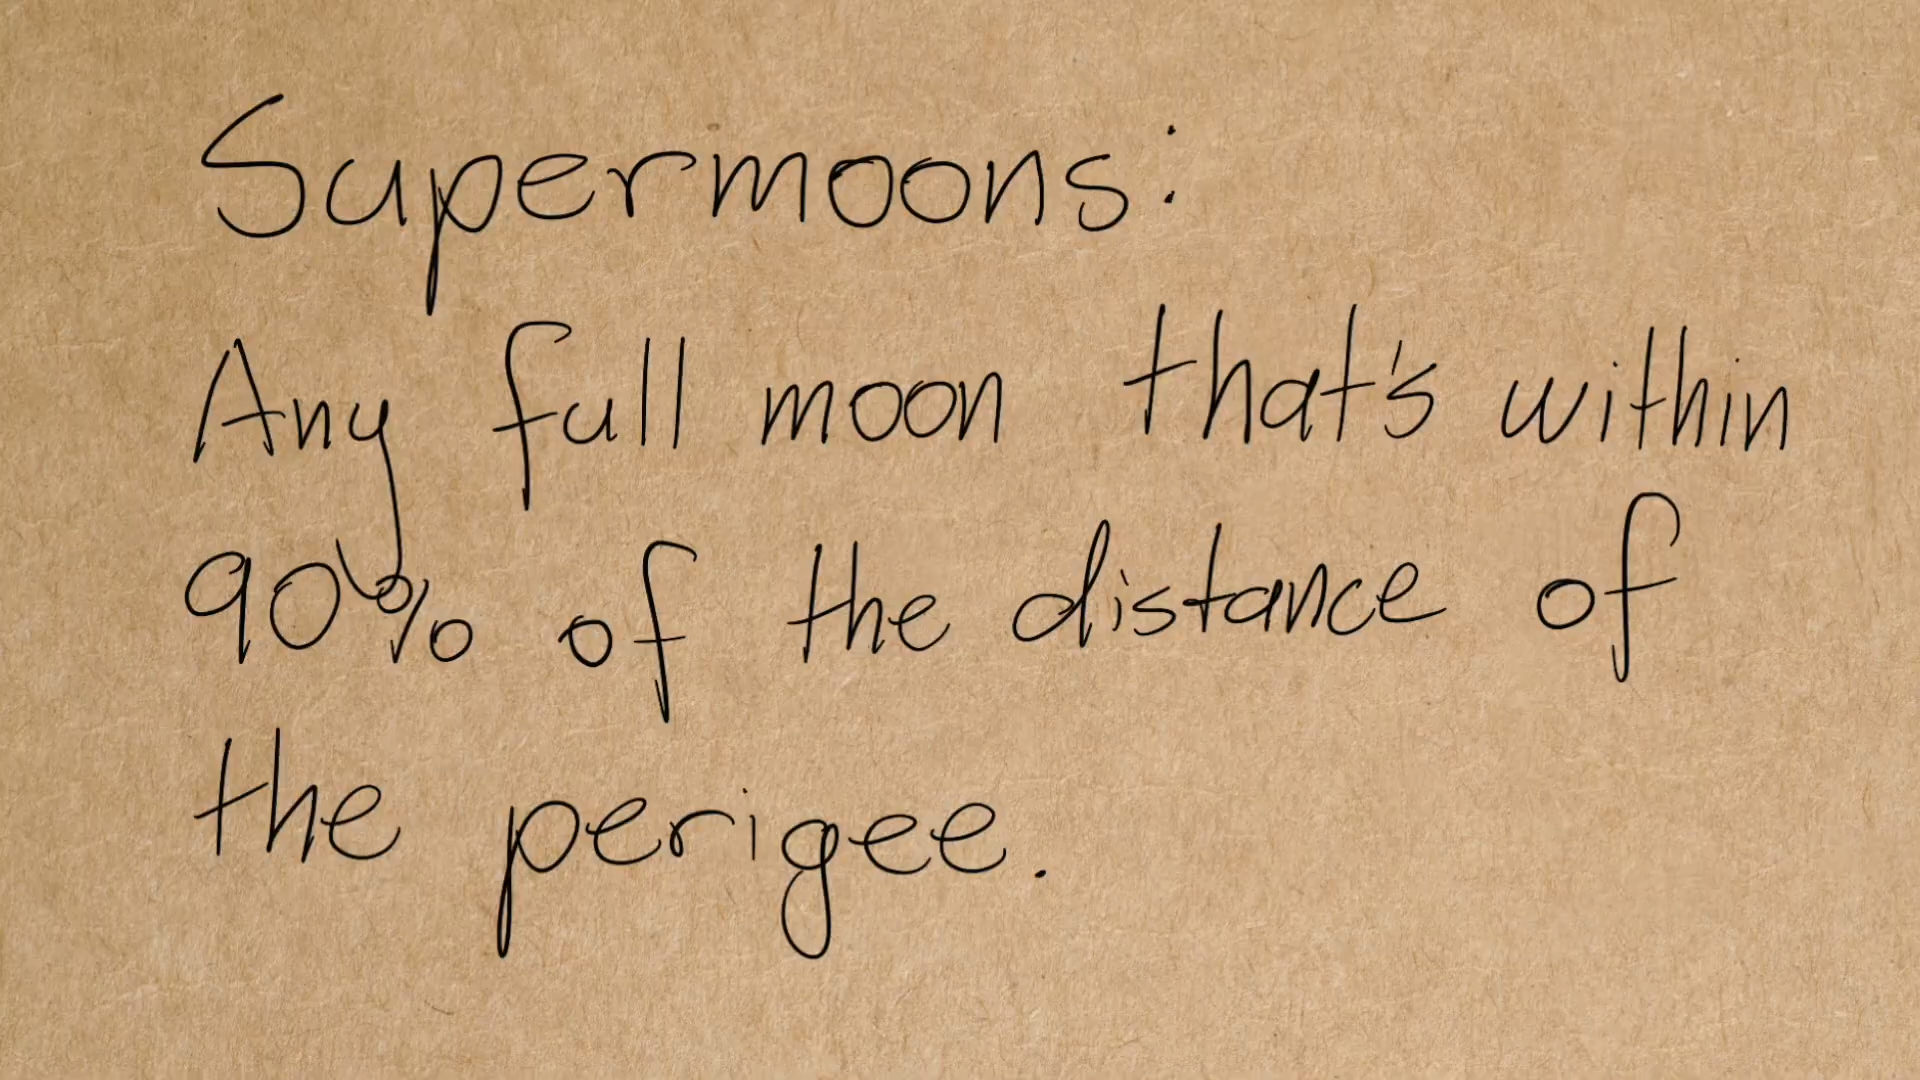 Supermoons:
Any full moon that's within
90% of the distance of
the perigee.